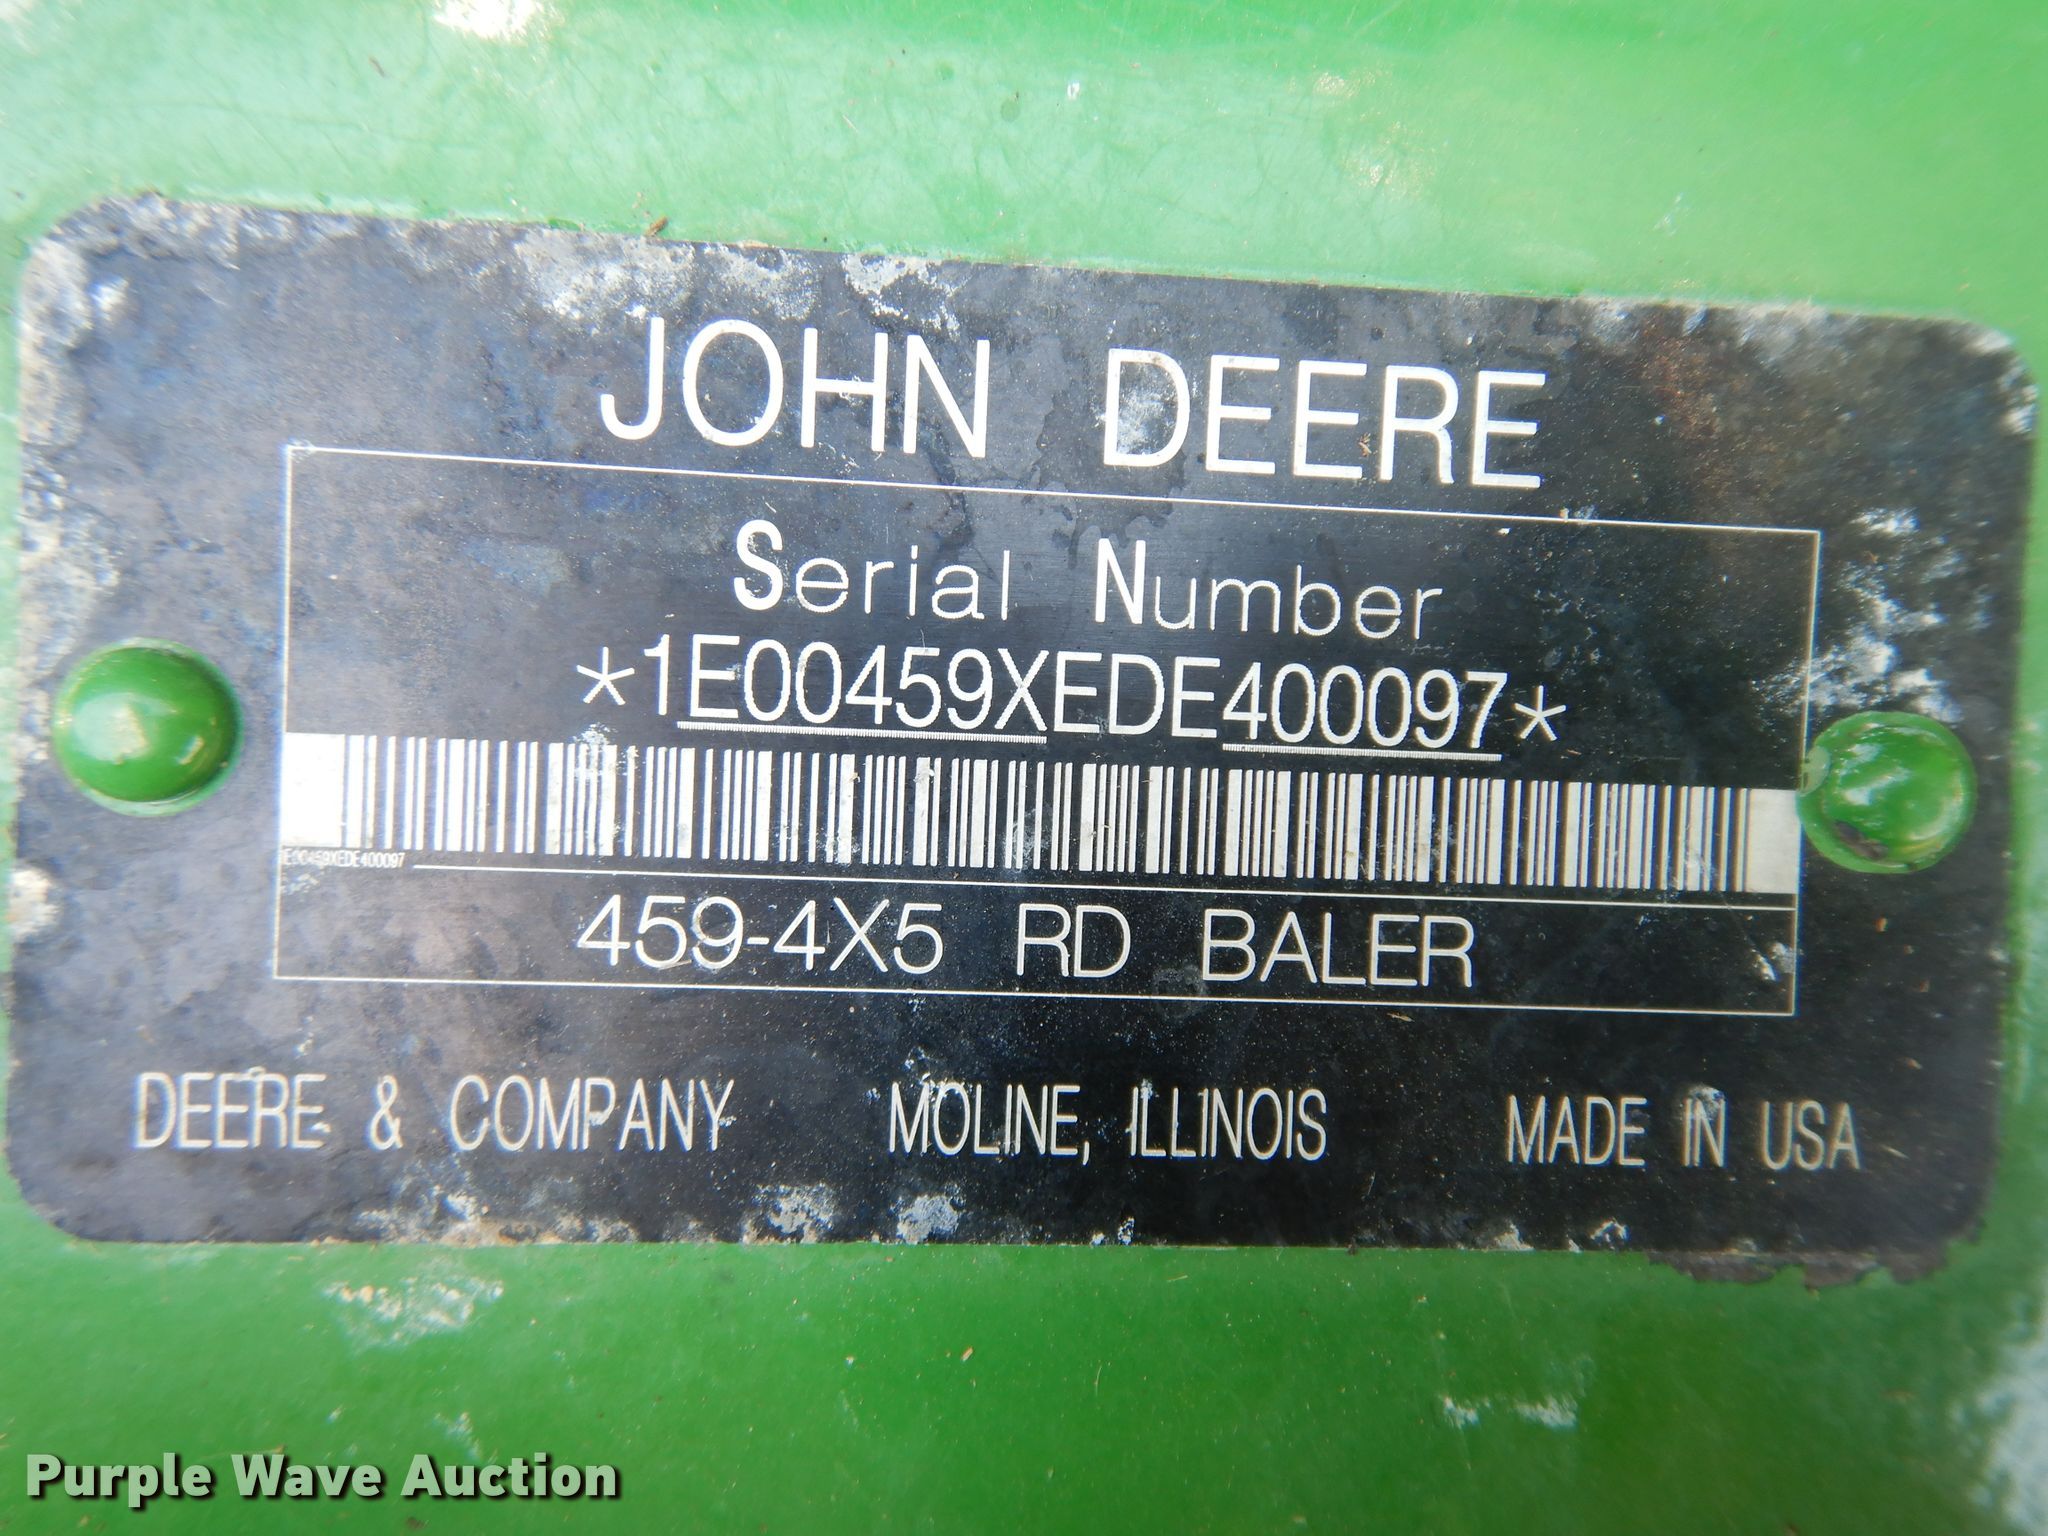 JOHN DEERE
Serial Number
*1E00459XEDE400097*
1E00459XEDE400097
459-4X5 RD BALER
DEERE & COMPANY MOLINE, ILLINOIS MADE IN USA
Purple Wave Auction